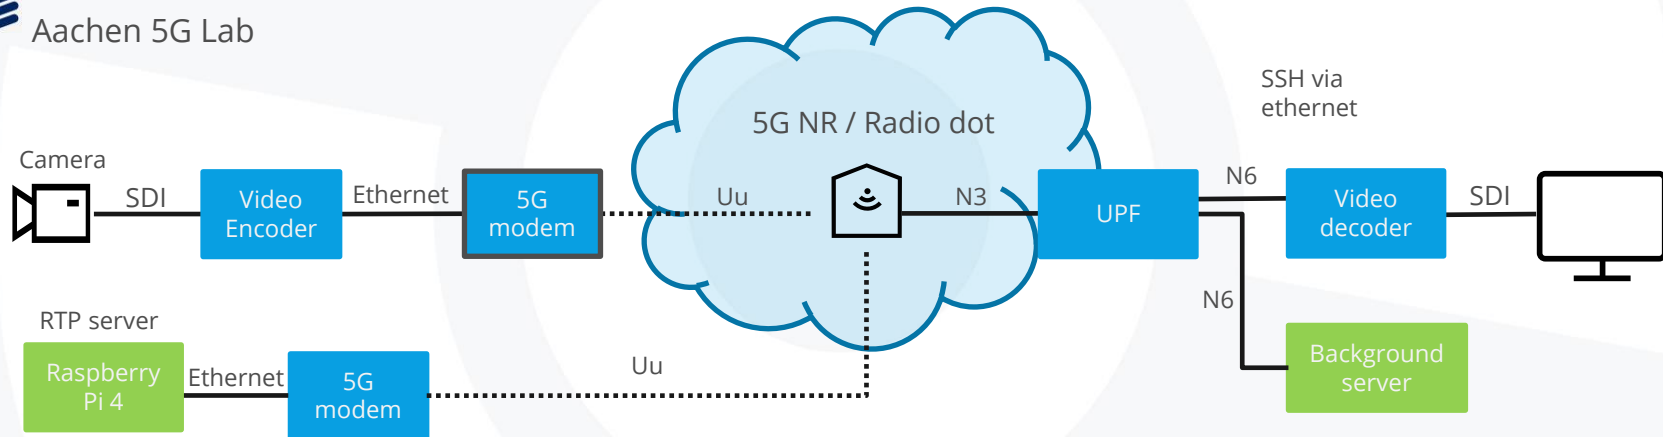 Aachen 5G Lab
5G NR / Radio dot
SSH via
ethernet
Camera
SDI
Video
Encoder
Ethernet
5G
modem
Uu
N3
UPF
N6
Video
decoder
SDI
N6
RTP server
Raspberry
Pi 4
Ethernet
5G
modem
Uu
Background
server